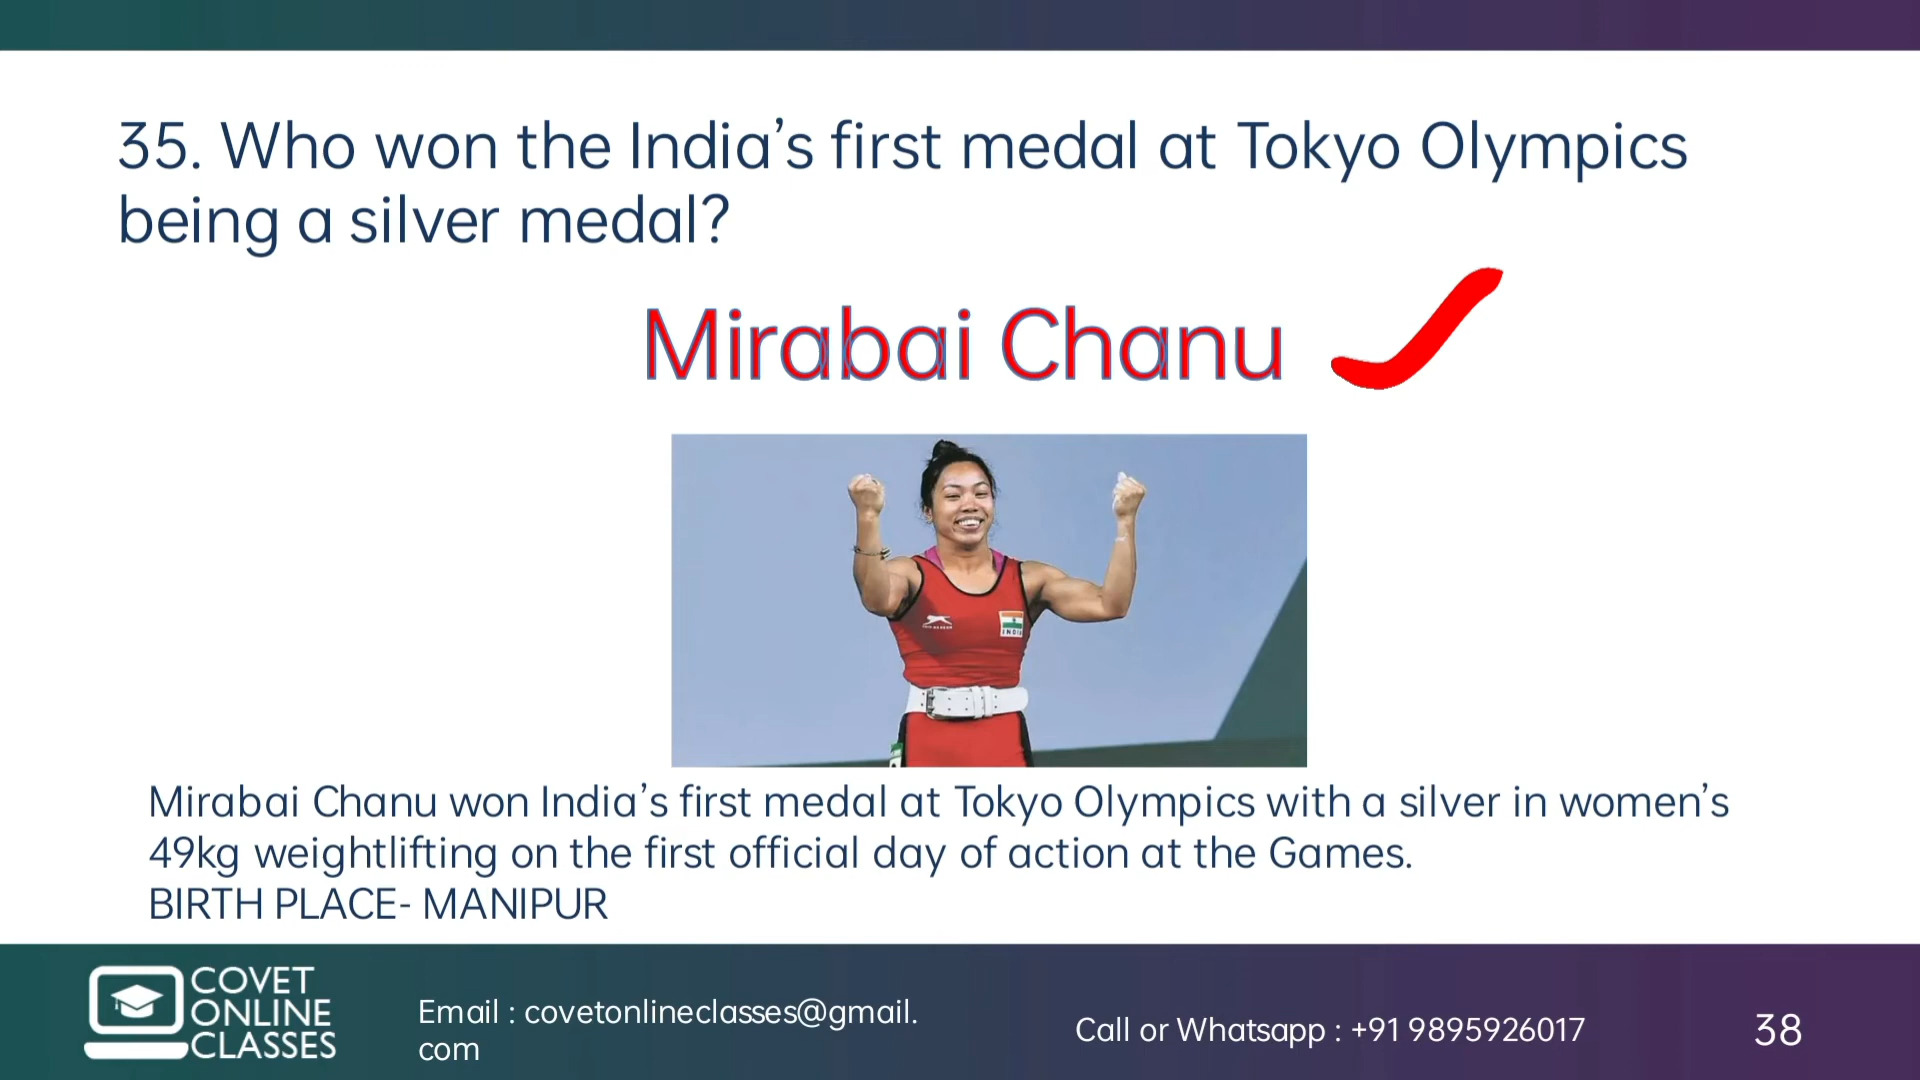 35. Who won the India’s first medal at Tokyo Olympics
being a silver medal?
Mirabai Chanu
INDIA
Mirabai Chanu won India’s first medal at Tokyo Olympics with a silver in women’s
49kg weightlifting on the first official day of action at the Games.
BIRTH PLACE- MANIPUR
COVET
ONLINE
CLASSES
Email : covetonlineclasses@gmail.
com
Call or Whatsapp : +91 9895926017
38